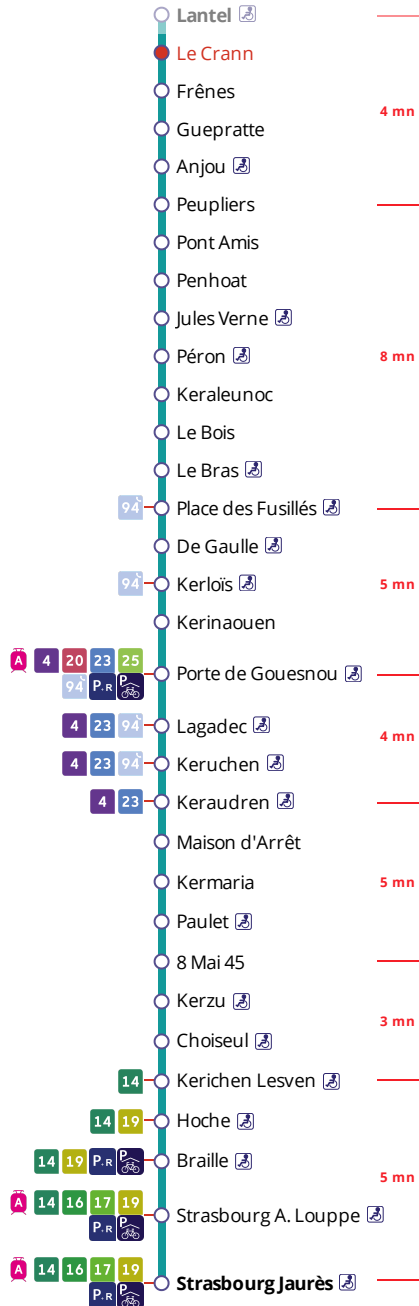 Lantel
Le Crann
Frênes
4 mn
Guepratte
Anjou
Peupliers
Pont Amis
Penhoat
Jules Verne
Péron
8 mn
Keraleunoc
Le Bois
Le Bras
94 Place des Fusillés
De Gaulle
94 Kerloïs
5 mn
Kerinaouen
A 4 20 23 25
Porte de Gouesnou
94 P.R P
4 23 94 Lagadec
4 mn
4 23 94 Keruchen
4 23 Keraudren
Maison d'Arrêt
Kermaria
5 mn
Paulet
8 Mai 45
Kerzu
3 mn
Choiseul
14 Kerichen Lesven
14 19 Hoche
14 19 P.R P Braille
5 mn
A 14 16 17 19
Strasbourg A. Louppe
P.R P
A 14 16 17 19
Strasbourg Jaurès
P.R P